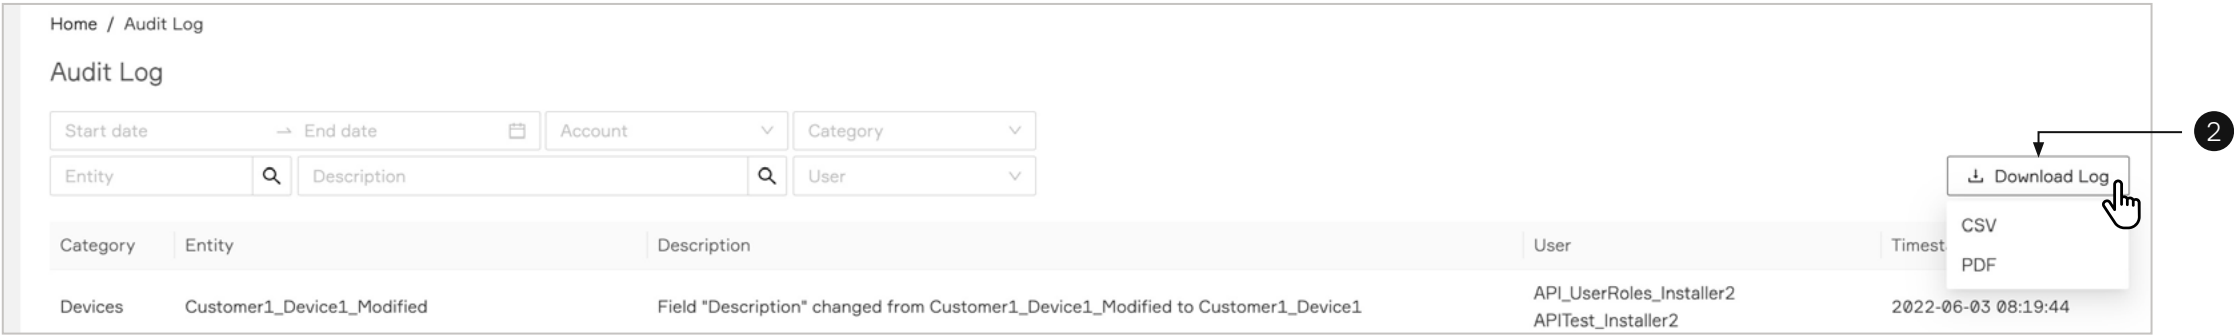 Home / Audit Log
Audit Log
Start date → End date
Account
Category
2
Entity
Description
User
Download Log
CSV
PDF
Category
Entity
Description
User
Timest
Devices
Customer1_Device1_Modified
Field "Description" changed from Customer1_Device1_Modified to Customer1_Device1
API_UserRoles_Installer2
APITest_Installer2
2022-06-03 08:19:44